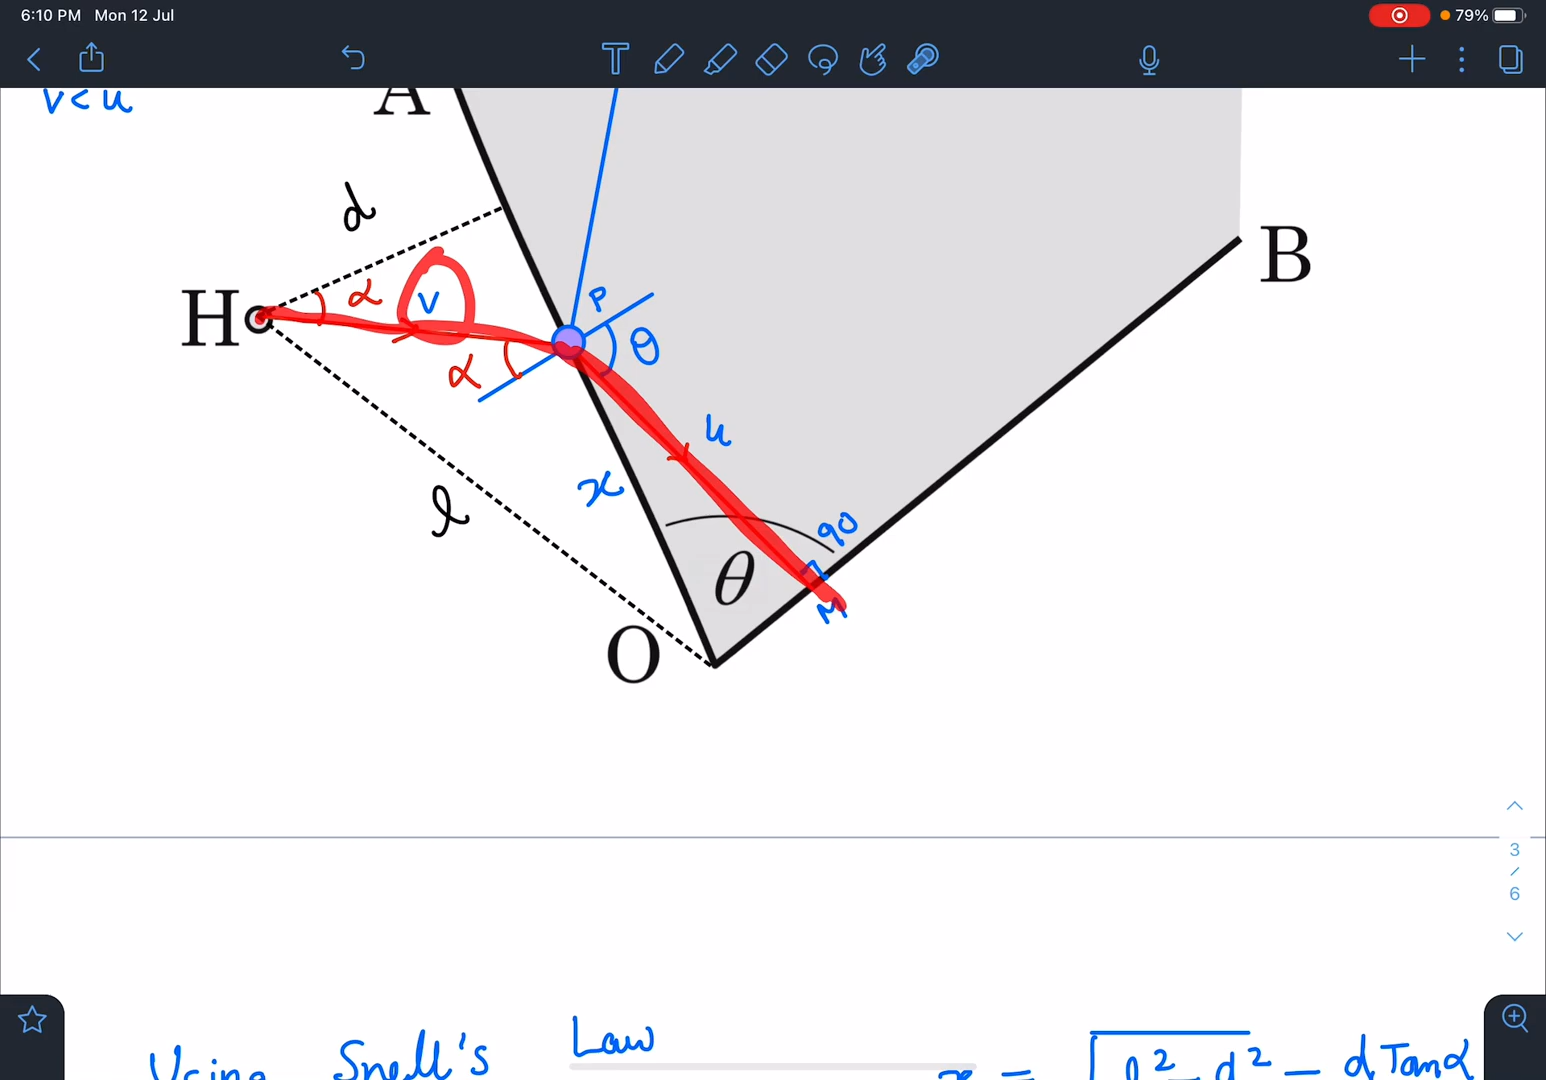 6:10 PM Mon 12 Jul
79%
v<u
A
d
B
P
H
α
v
θ
α
u
x
l
90
θ
M
O
3
/
6
Using Snell's Law
x = √l²-d² - d Tanα